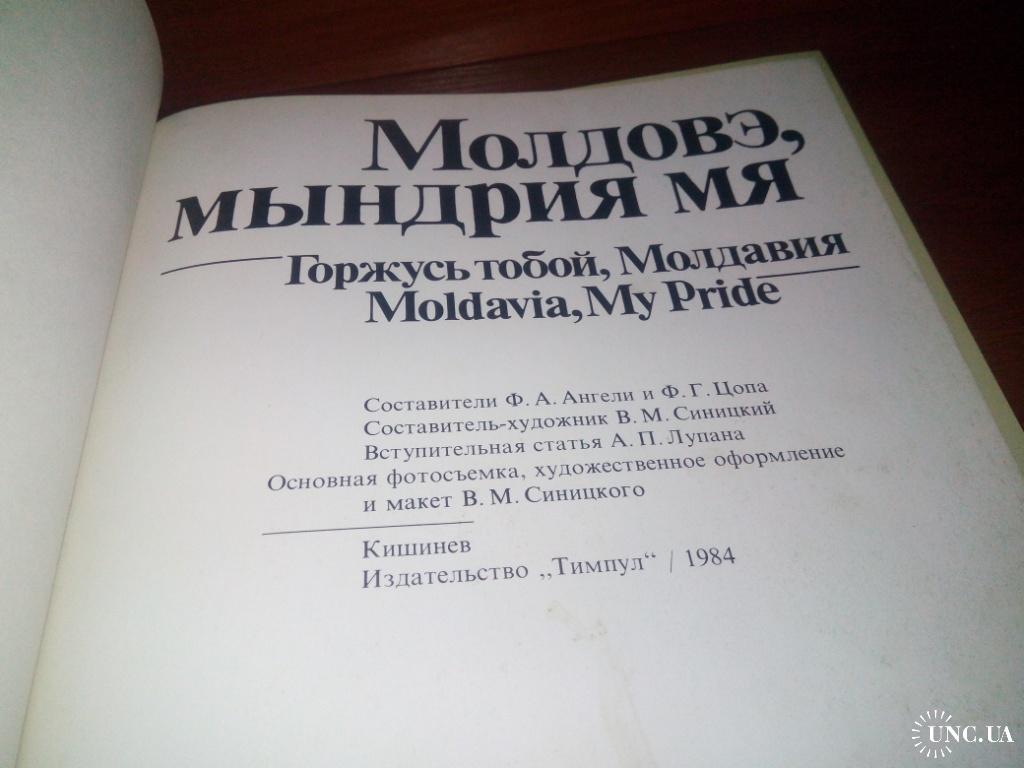 Молдовэ,
мындрия мя
Горжусь тобой, Молдавия
Moldavia, My Pride
Составители Ф. А. Ангели и Ф. Г. Цопа
Составитель-художник В. М. Синицкий
Вступительная статья А. П. Лупана
Основная фотосъемка, художественное оформление
и макет В. М. Синицкого
Кишинев
Издательство „Тимпул“ / 1984
UNC.UA